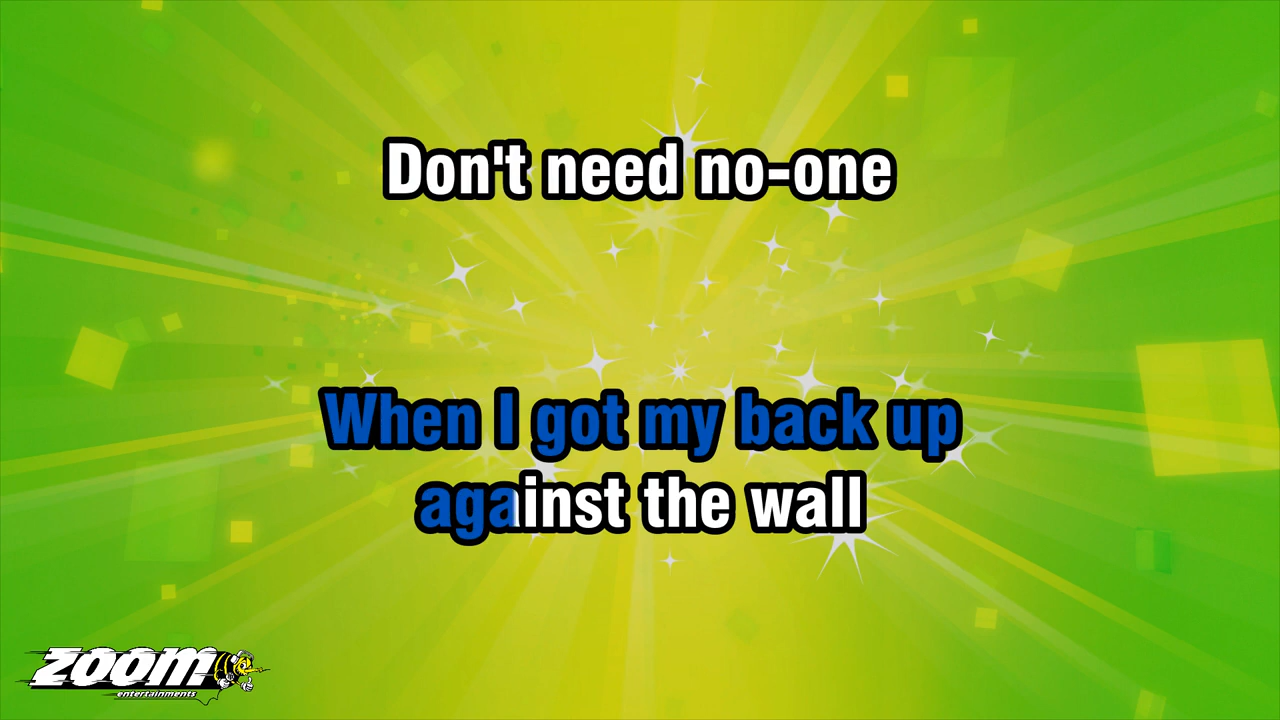 Don't need no-one
When I got my back up
against the wall
ZOOM
entertainments